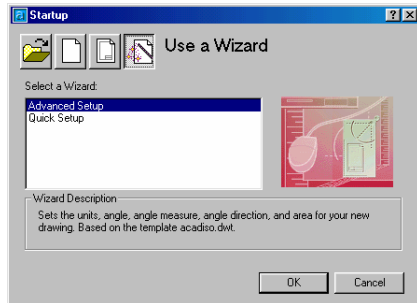 Startup
Use a Wizard
Select a Wizard:
Advanced Setup
Quick Setup
Wizard Description
Sets the units, angle, angle measure, angle direction, and area for your new
drawing. Based on the template acadiso.dwt.
OK
Cancel